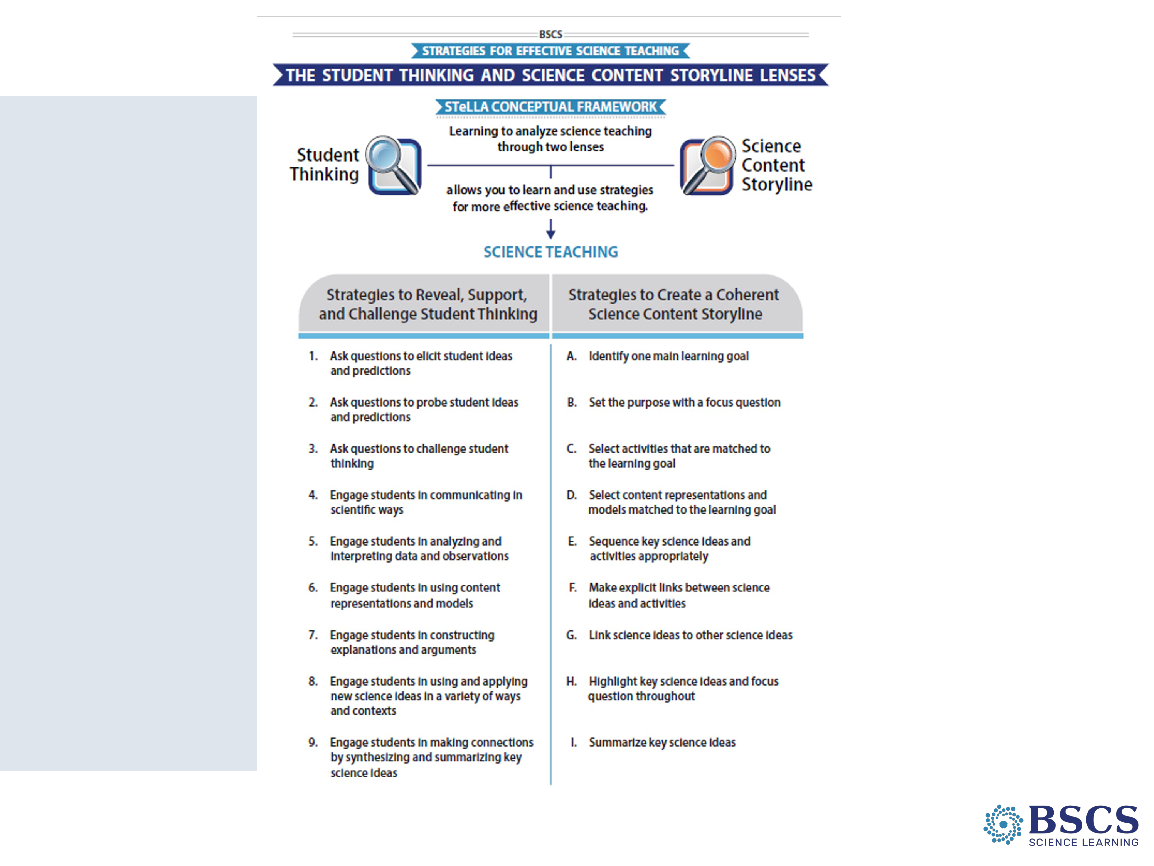 BSCS
STRATEGIES FOR EFFECTIVE SCIENCE TEACHING
THE STUDENT THINKING AND SCIENCE CONTENT STORYLINE LENSES
STeLLA CONCEPTUAL FRAMEWORK
Learning to analyze science teaching
through two lenses
Student
Thinking
Science
Content
Storyline
allows you to learn and use strategies
for more effective science teaching.
SCIENCE TEACHING
Strategies to Reveal, Support,
and Challenge Student Thinking
1. Ask questions to elicit student ideas
and predictions
2. Ask questions to probe student ideas
and predictions
3. Ask questions to challenge student
thinking
4. Engage students in communicating in
scientific ways
5. Engage students in analyzing and
interpreting data and observations
6. Engage students in using content
representations and models
7. Engage students in constructing
explanations and arguments
8. Engage students in using and applying
new science ideas in a variety of ways
and contexts
9. Engage students in making connections
by synthesizing and summarizing key
science ideas
Strategies to Create a Coherent
Science Content Storyline
A. Identify one main learning goal
B. Set the purpose with a focus question
C. Select activities that are matched to
the learning goal
D. Select content representations and
models matched to the learning goal
E. Sequence key science ideas and
activities appropriately
F. Make explicit links between science
ideas and activities
G. Link science ideas to other science ideas
H. Highlight key science ideas and focus
question throughout
I. Summarize key science ideas
BSCS
SCIENCE LEARNING